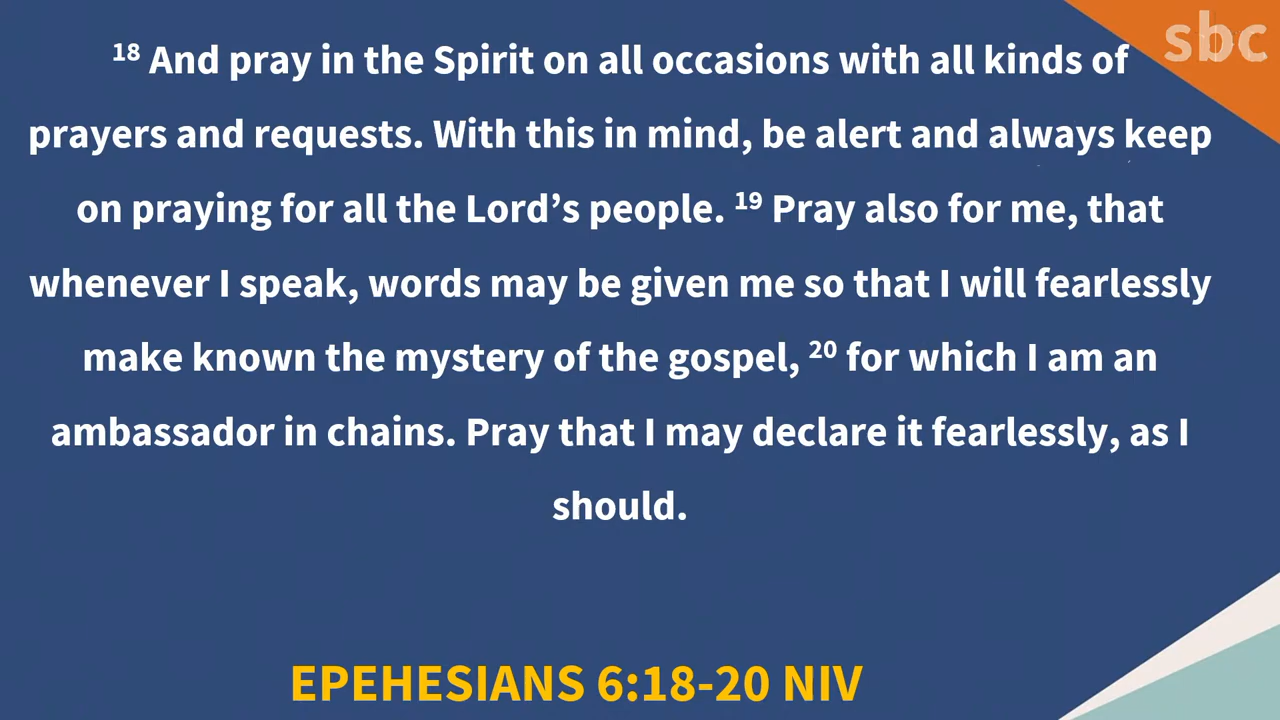 sbc
18 And pray in the Spirit on all occasions with all kinds of
prayers and requests. With this in mind, be alert and always keep
on praying for all the Lord’s people. 19 Pray also for me, that
whenever I speak, words may be given me so that I will fearlessly
make known the mystery of the gospel, 20 for which I am an
ambassador in chains. Pray that I may declare it fearlessly, as I
should.
EPEHESIANS 6:18-20 NIV